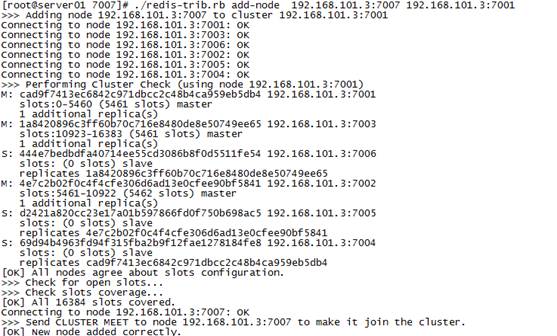 [root@server01 7007]# ./redis-trib.rb add-node 192.168.101.3:7007 192.168.101.3:7001
>>> Adding node 192.168.101.3:7007 to cluster 192.168.101.3:7001
Connecting to node 192.168.101.3:7001: OK
Connecting to node 192.168.101.3:7003: OK
Connecting to node 192.168.101.3:7006: OK
Connecting to node 192.168.101.3:7002: OK
Connecting to node 192.168.101.3:7005: OK
Connecting to node 192.168.101.3:7004: OK
>>> Performing Cluster Check (using node 192.168.101.3:7001)
M: cad9f7413ec6842c971dbcc2c48b4ca959eb5db4 192.168.101.3:7001
slots:0-5460 (5461 slots) master
1 additional replica(s)
M: 1a8420896c3ff60b70c716e8480de8e50749ee65 192.168.101.3:7003
slots:10923-16383 (5461 slots) master
1 additional replica(s)
S: 444e7bedbdfa40714ee55cd3086b8f0d5511fe54 192.168.101.3:7006
slots: (0 slots) slave
replicates 1a8420896c3ff60b70c716e8480de8e50749ee65
M: 4e7c2b02f0c4f4cfe306d6ad13e0cfee90bf5841 192.168.101.3:7002
slots:5461-10922 (5462 slots) master
1 additional replica(s)
S: d2421a820cc23e17a01b597866fd0f750b698ac5 192.168.101.3:7005
slots: (0 slots) slave
replicates 4e7c2b02f0c4f4cfe306d6ad13e0cfee90bf5841
S: 69d94b4963fd94f315fba2b9f12fae1278184fe8 192.168.101.3:7004
slots: (0 slots) slave
replicates cad9f7413ec6842c971dbcc2c48b4ca959eb5db4
[OK] All nodes agree about slots configuration.
>>> Check for open slots...
>>> Check slots coverage...
[OK] All 16384 slots covered.
Connecting to node 192.168.101.3:7007: OK
>>> Send CLUSTER MEET to node 192.168.101.3:7007 to make it join the cluster.
[OK] New node added correctly.